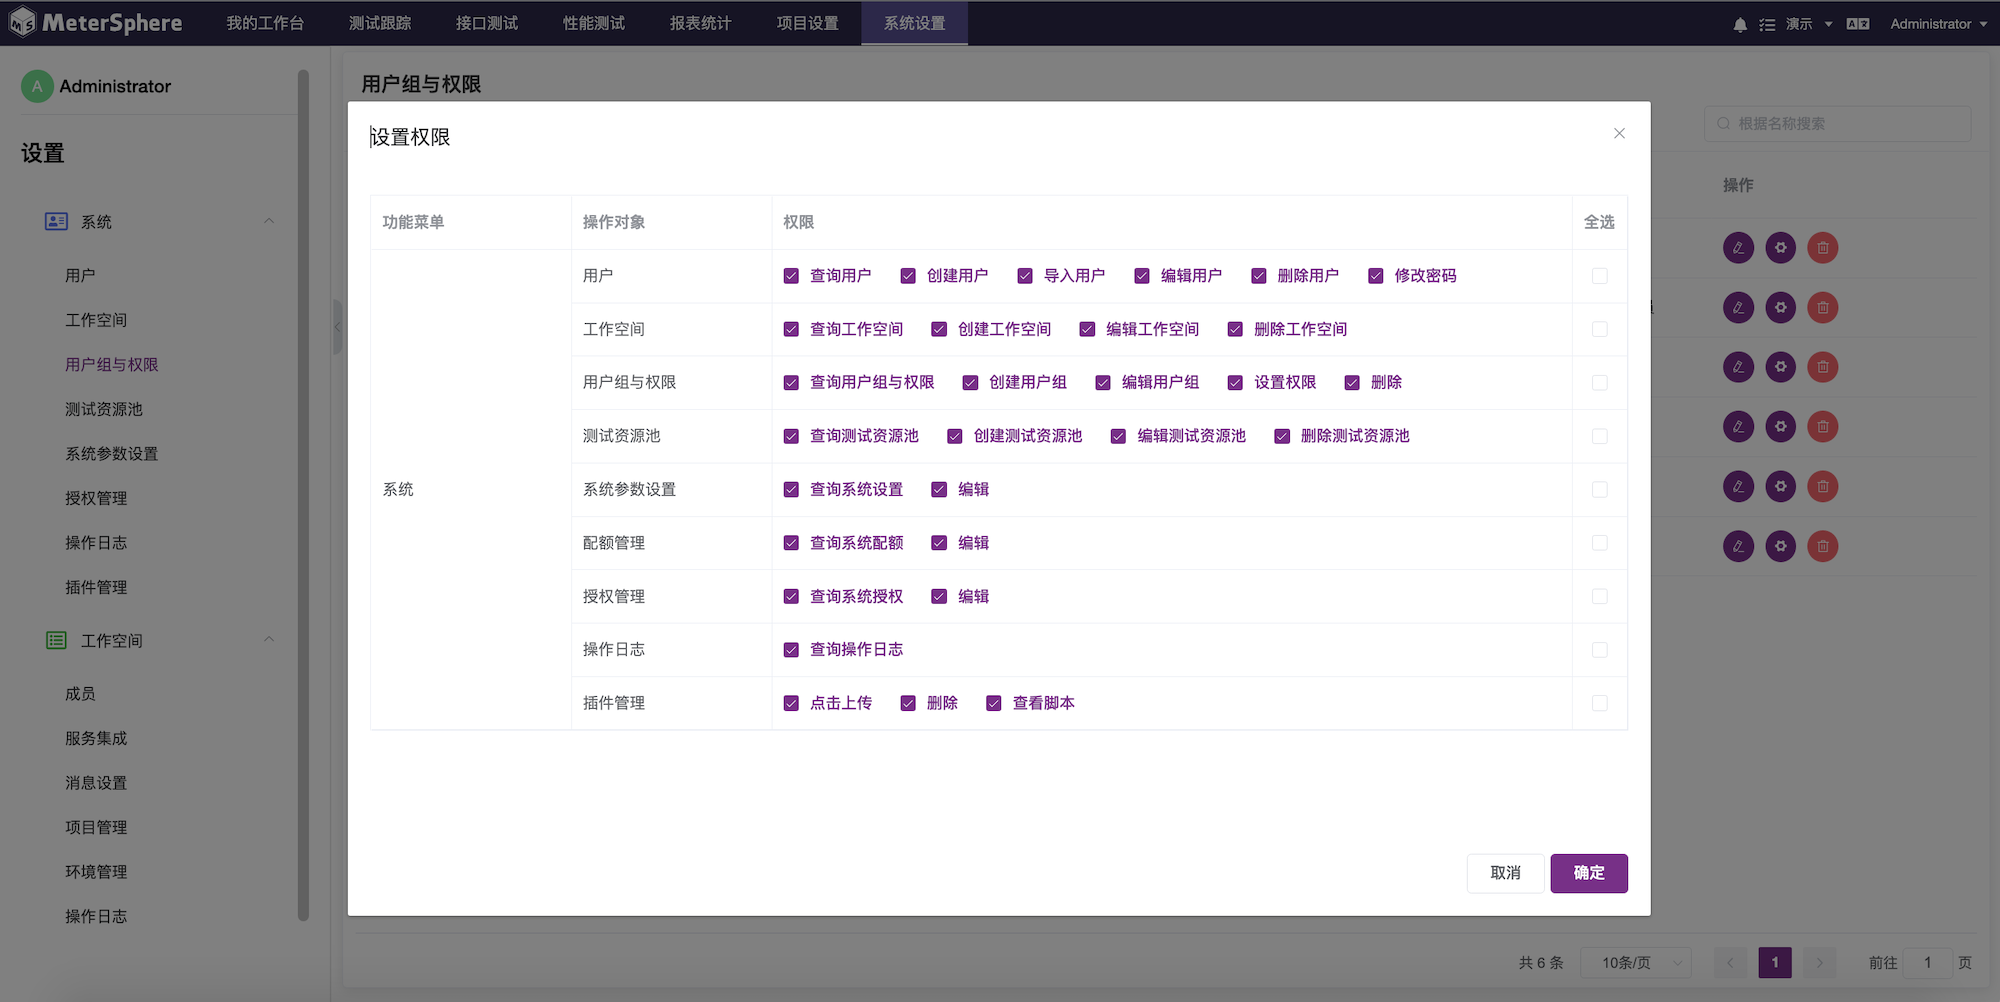 MeterSphere 我的工作台 测试跟踪 接口测试 性能测试 报表统计 项目设置 系统设置 演示 Administrator
A Administrator
设置
系统
用户
工作空间
用户组与权限
测试资源池
系统参数设置
授权管理
操作日志
插件管理
工作空间
成员
服务集成
消息设置
项目管理
环境管理
操作日志
用户组与权限
根据名称搜索
操作
设置权限
功能菜单 操作对象 权限 全选
系统
用户 查询用户 创建用户 导入用户 编辑用户 删除用户 修改密码
工作空间 查询工作空间 创建工作空间 编辑工作空间 删除工作空间
用户组与权限 查询用户组与权限 创建用户组 编辑用户组 设置权限 删除
测试资源池 查询测试资源池 创建测试资源池 编辑测试资源池 删除测试资源池
系统参数设置 查询系统设置 编辑
配额管理 查询系统配额 编辑
授权管理 查询系统授权 编辑
操作日志 查询操作日志
插件管理 点击上传 删除 查看脚本
取消 确定
共 6 条 10条/页 1 前往 1 页